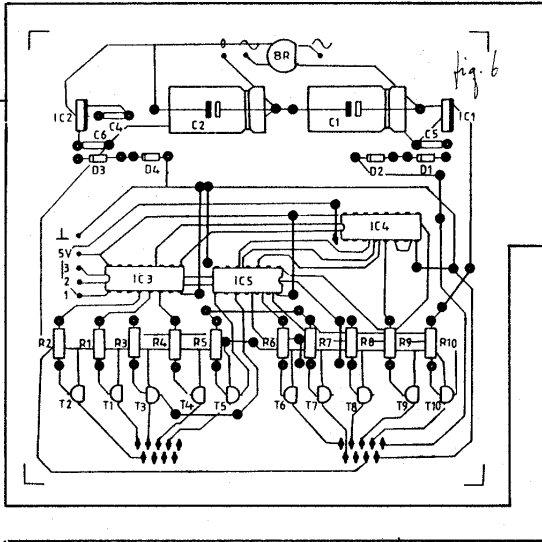 BR
fig. 6
IC2 C4 C2 C1 C5 IC1
C6
D3 D4 D2 D1
⊥
5V
3
2
1
IC4
IC3 IC5
R2 R1 R3 R4 R5 R6 R7 R8 R9 R10
T2 T1 T3 T4 T5 T6 T7 T8 T9 T10